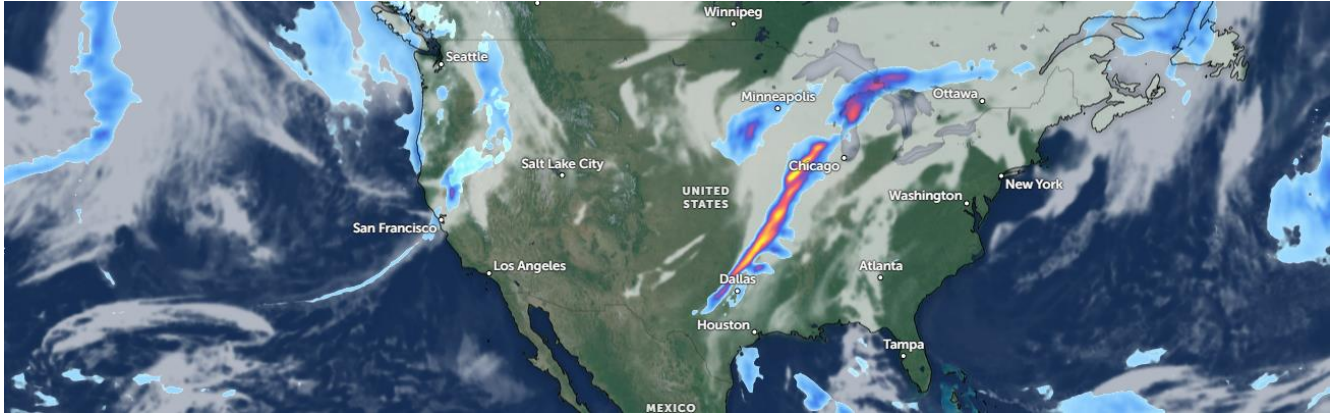 Winnipeg
Seattle
Minneapolis
Ottawa
Salt Lake City
Chicago
UNITED
STATES
New York
Washington
San Francisco
Los Angeles
Dallas
Atlanta
Houston
Tampa
MEXICO